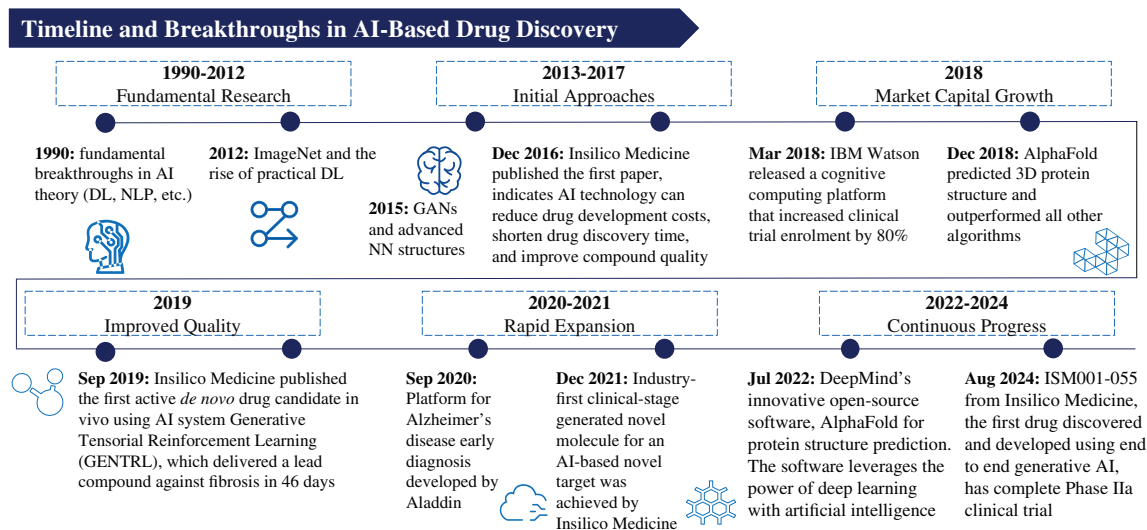 Timeline and Breakthroughs in AI-Based Drug Discovery
1990-2012
Fundamental Research
2013-2017
Initial Approaches
2018
Market Capital Growth
1990: fundamental
breakthroughs in AI
theory (DL, NLP, etc.)
2012: ImageNet and the
rise of practical DL
2015: GANs
and advanced
NN structures
Dec 2016: Insilico Medicine
published the first paper,
indicates AI technology can
reduce drug development costs,
shorten drug discovery time,
and improve compound quality
Mar 2018: IBM Watson
released a cognitive
computing platform
that increased clinical
trial enrolment by 80%
Dec 2018: AlphaFold
predicted 3D protein
structure and
outperformed all other
algorithms
2019
Improved Quality
2020-2021
Rapid Expansion
2022-2024
Continuous Progress
Sep 2019: Insilico Medicine published
the first active de novo drug candidate in
vivo using AI system Generative
Tensorial Reinforcement Learning
(GENTRL), which delivered a lead
compound against fibrosis in 46 days
Sep 2020:
Platform for
Alzheimer's
disease early
diagnosis
developed by
Aladdin
Dec 2021: Industry-
first clinical-stage
generated novel
molecule for an
AI-based novel
target was
achieved by
Insilico Medicine
Jul 2022: DeepMind's
innovative open-source
software, AlphaFold for
protein structure prediction.
The software leverages the
power of deep learning
with artificial intelligence
Aug 2024: ISM001-055
from Insilico Medicine,
the first drug discovered
and developed using end
to end generative AI,
has complete Phase IIa
clinical trial